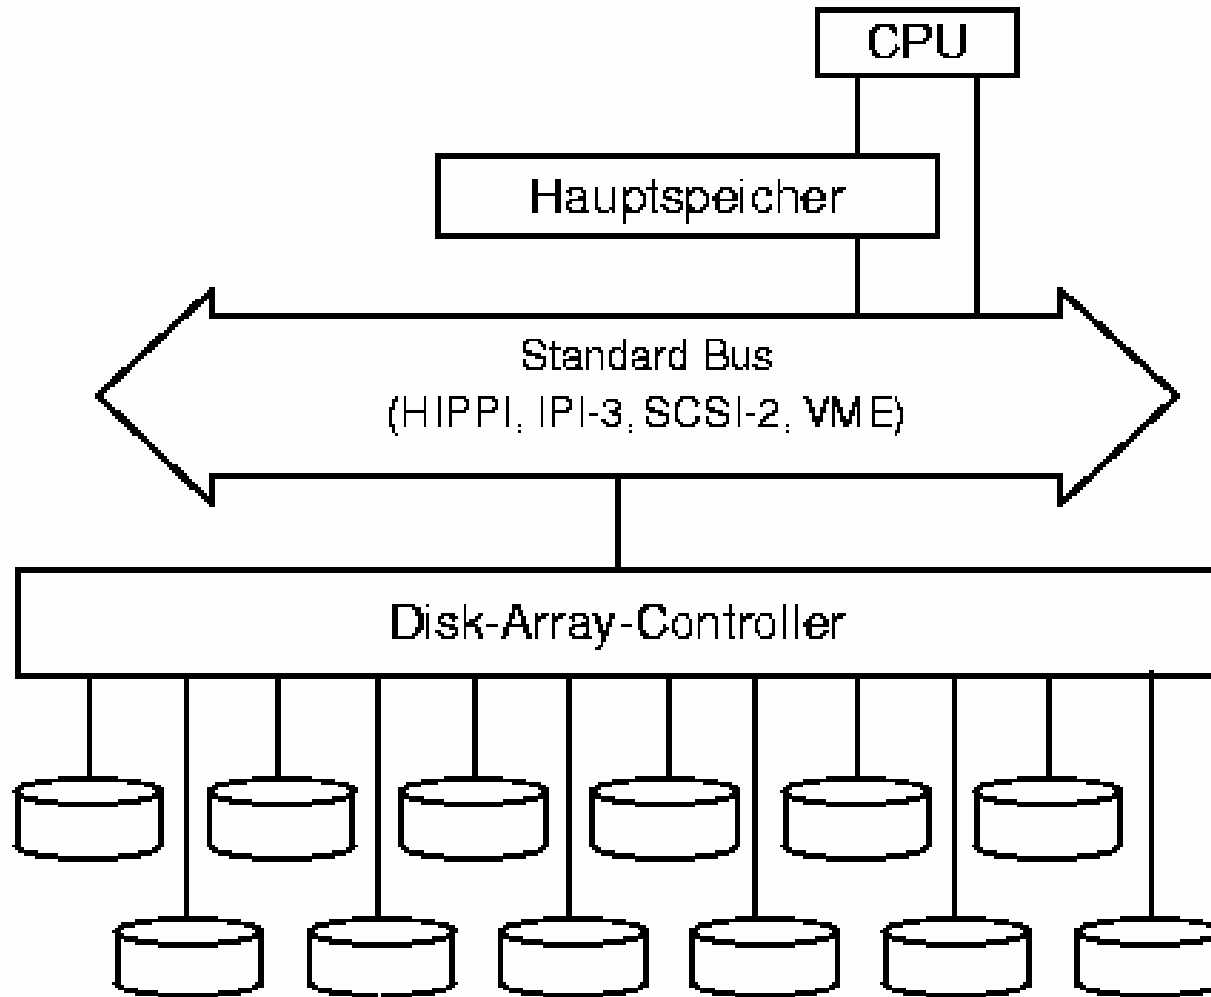 CPU
Hauptspeicher
Standard Bus
(HIPPI, IPI-3, SCSI-2, VME)
Disk-Array-Controller